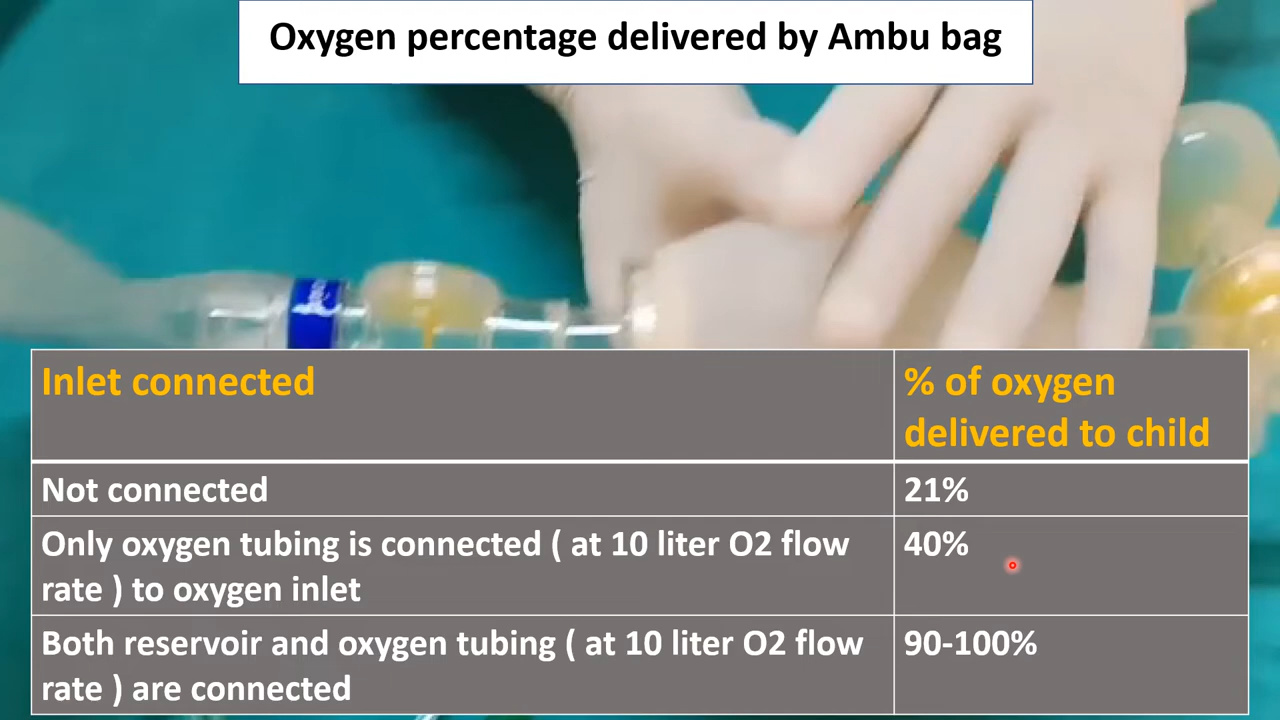 Oxygen percentage delivered by Ambu bag
Inlet connected
% of oxygen
delivered to child
Not connected
21%
Only oxygen tubing is connected ( at 10 liter O2 flow
rate ) to oxygen inlet
40%
Both reservoir and oxygen tubing ( at 10 liter O2 flow
rate ) are connected
90-100%